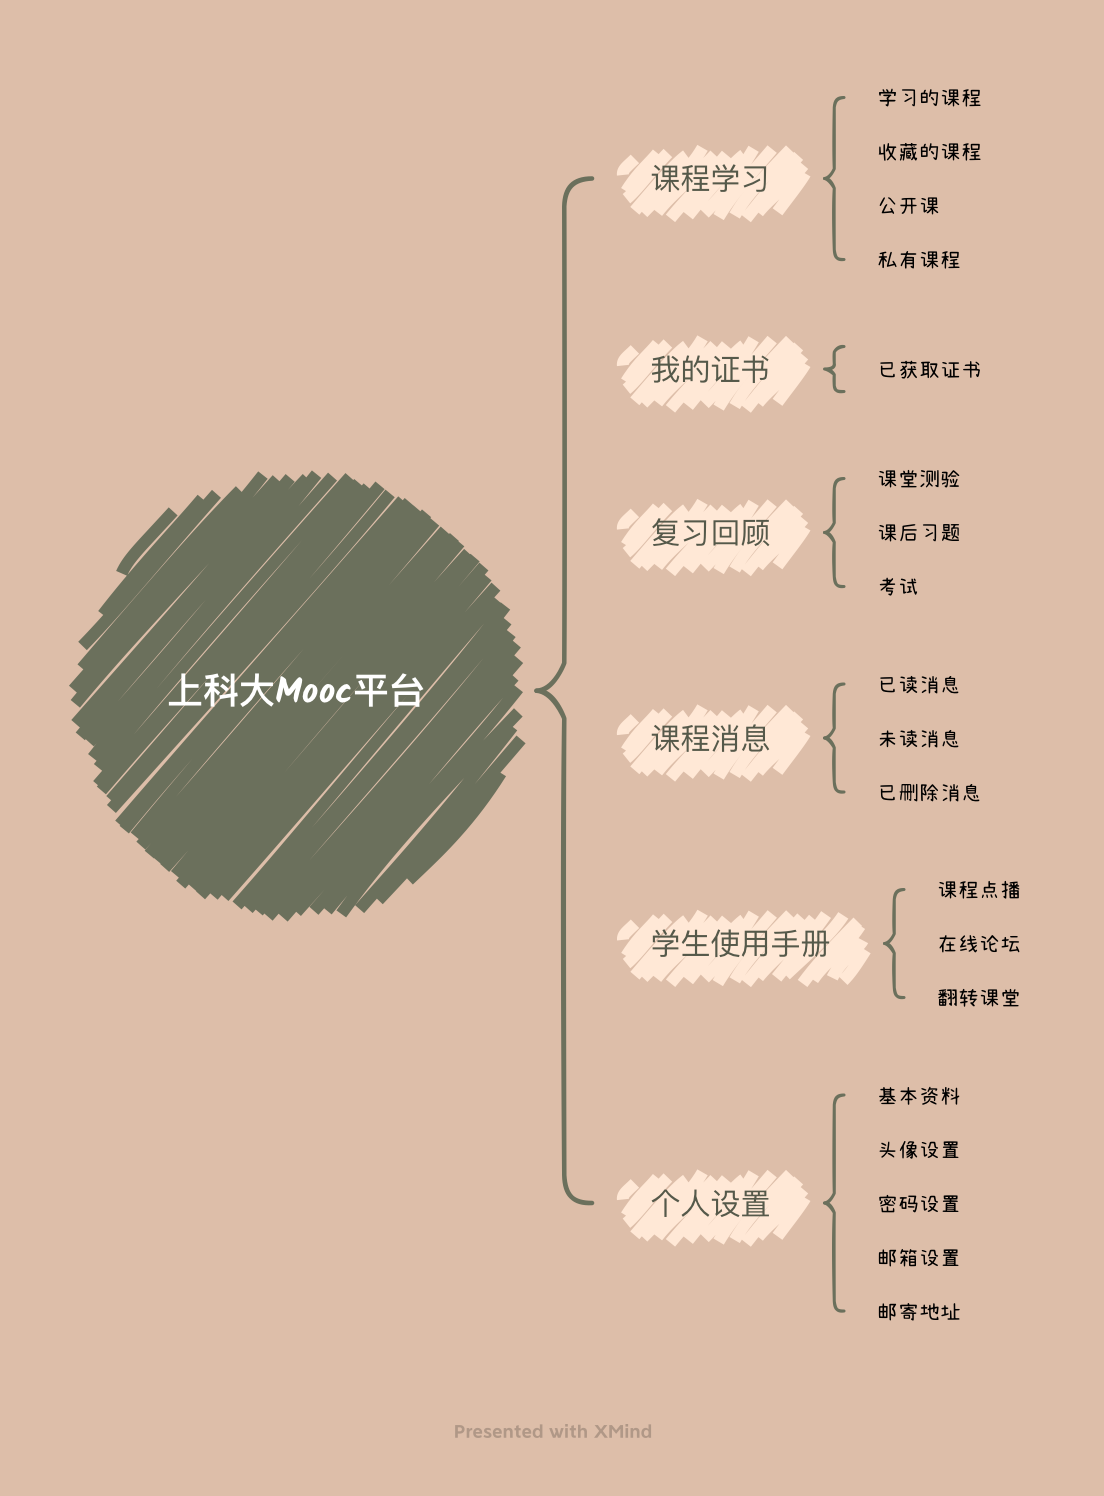 上科大Mooc平台
课程学习
学习的课程
收藏的课程
公开课
私有课程
我的证书
已获取证书
复习回顾
课堂测验
课后习题
考试
课程消息
已读消息
未读消息
已删除消息
学生使用手册
课程点播
在线论坛
翻转课堂
个人设置
基本资料
头像设置
密码设置
邮箱设置
邮寄地址
Presented with XMind